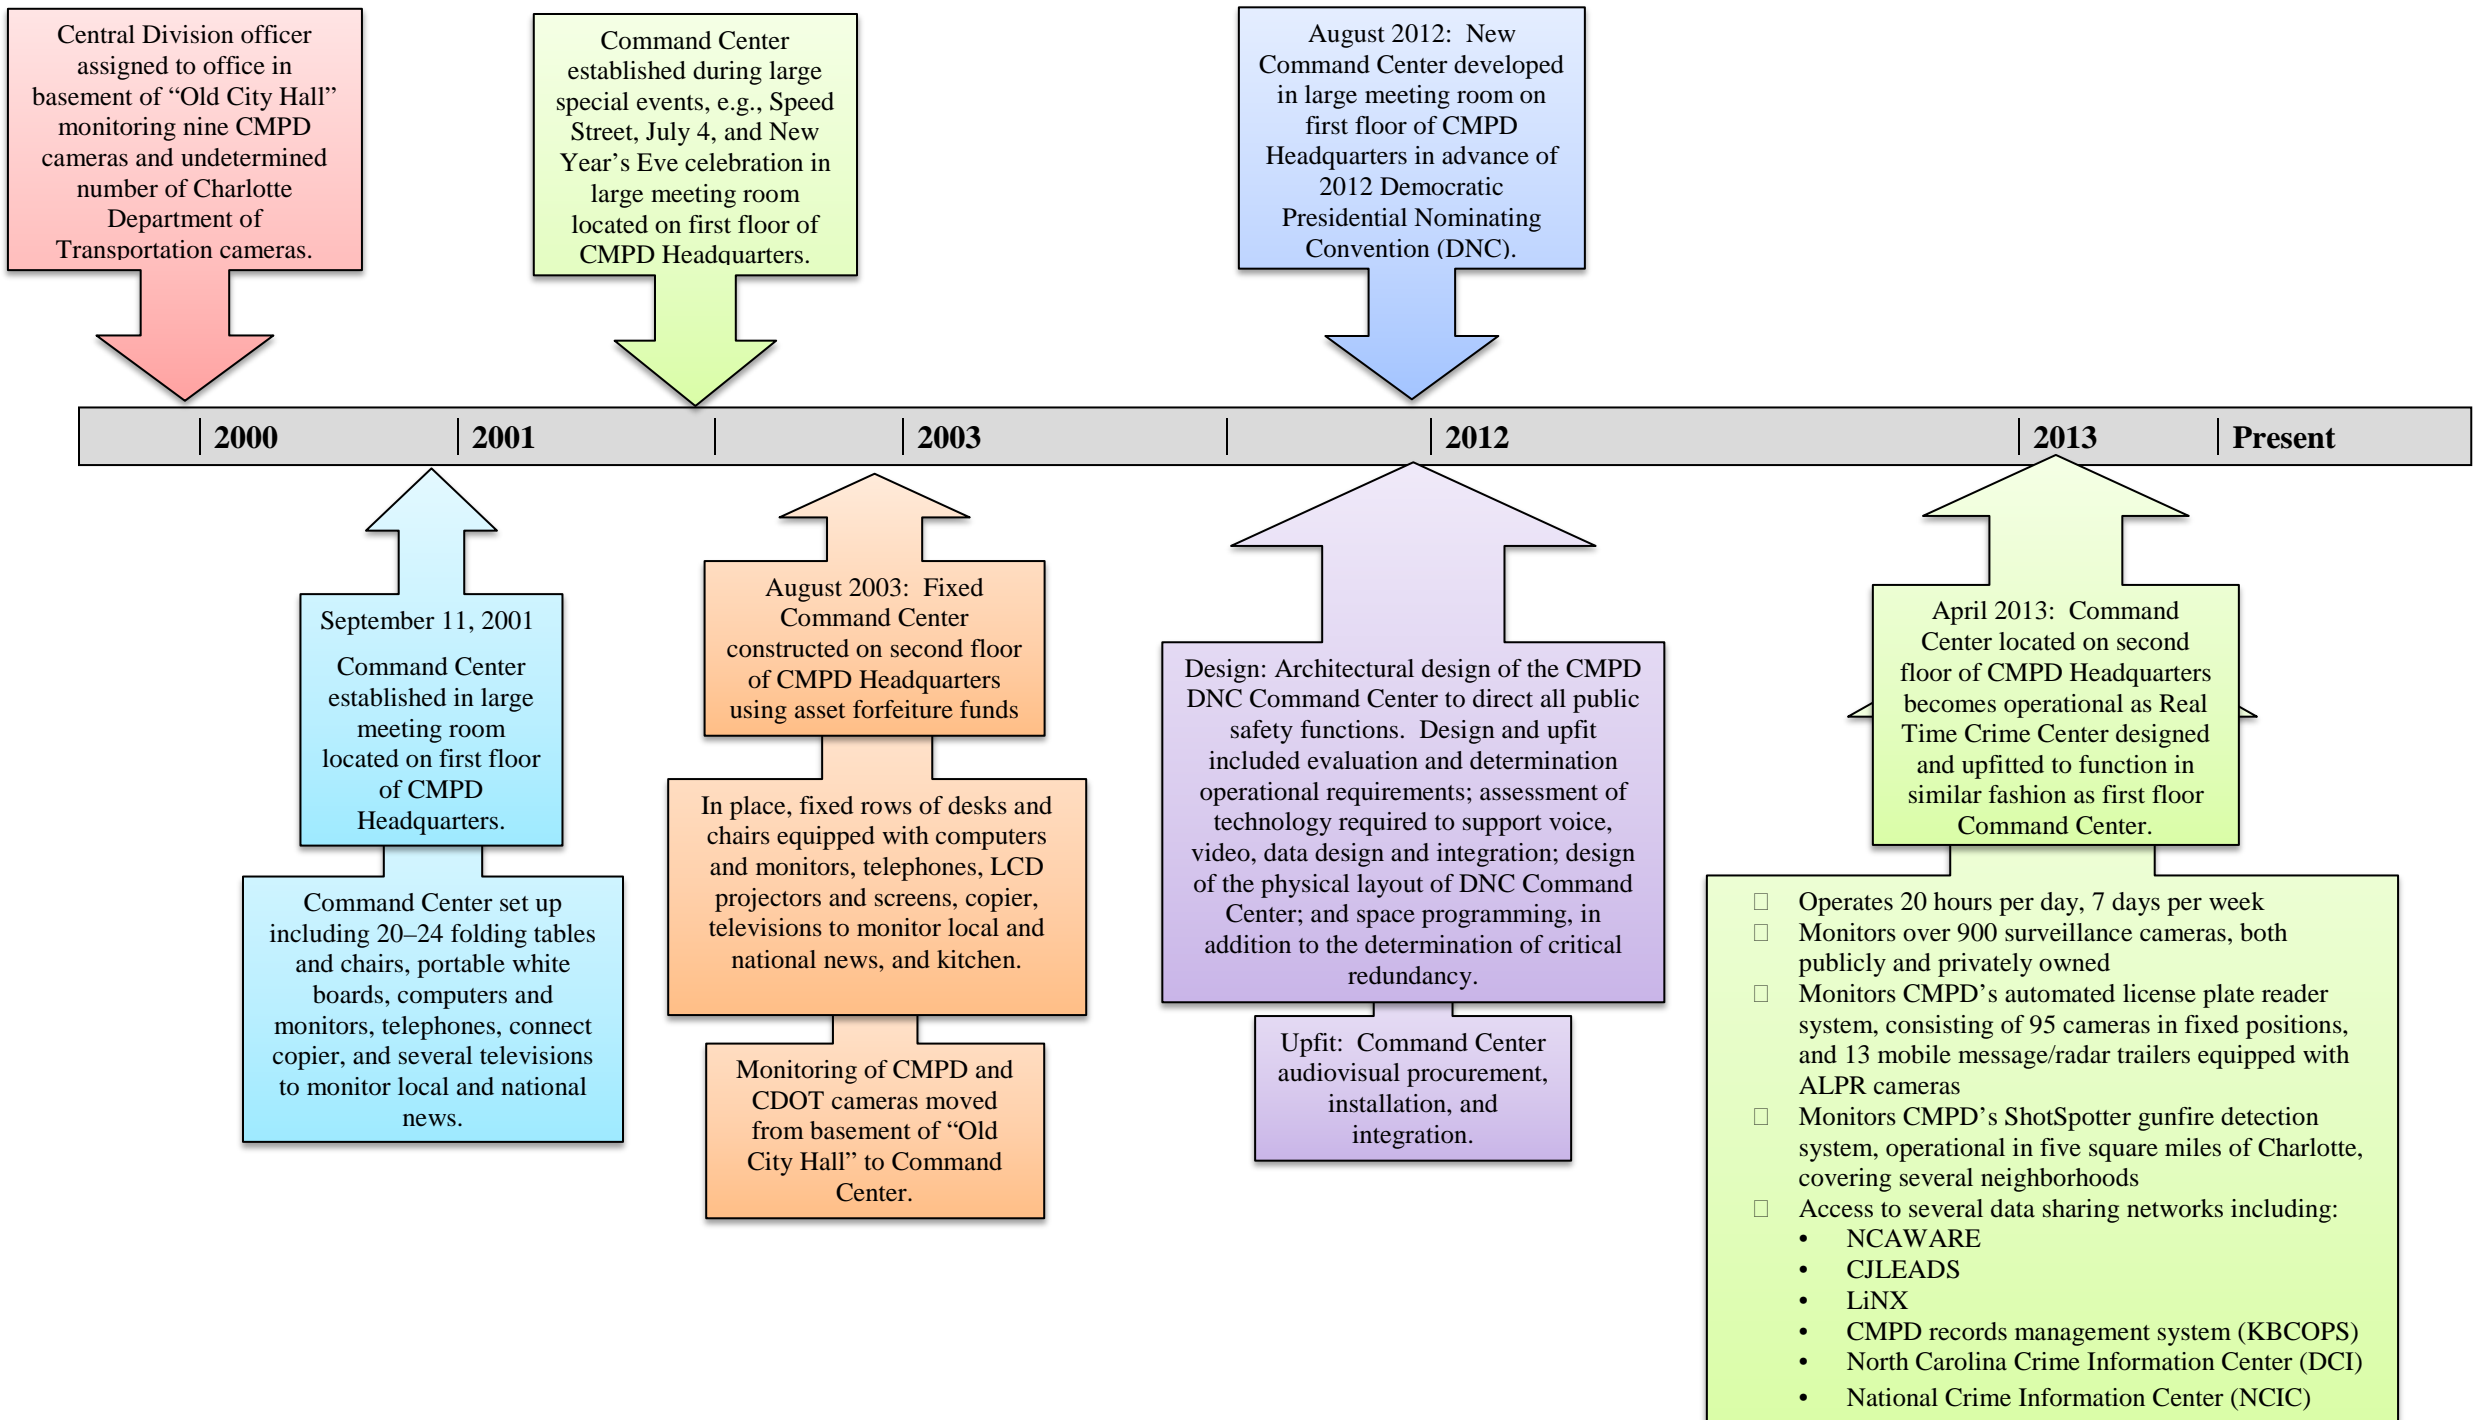 Central Division officer
assigned to office in
basement of “Old City Hall”
monitoring nine CMPD
cameras and undetermined
number of Charlotte
Department of
Transportation cameras.
Command Center
established during large
special events, e.g., Speed
Street, July 4, and New
Year’s Eve celebration in
large meeting room
located on first floor of
CMPD Headquarters.
August 2012:  New
Command Center developed
in large meeting room on
first floor of CMPD
Headquarters in advance of
2012 Democratic
Presidential Nominating
Convention (DNC).
2000
2001
2003
2012
2013
Present
September 11, 2001
Command Center
established in large
meeting room
located on first floor
of CMPD
Headquarters.
Command Center set up
including 20–24 folding tables
and chairs, portable white
boards, computers and
monitors, telephones, connect
copier, and several televisions
to monitor local and national
news.
August 2003:  Fixed
Command Center
constructed on second floor
of CMPD Headquarters
using asset forfeiture funds
In place, fixed rows of desks and
chairs equipped with computers
and monitors, telephones, LCD
projectors and screens, copier,
televisions to monitor local and
national news, and kitchen.
Monitoring of CMPD and
CDOT cameras moved
from basement of “Old
City Hall” to Command
Center.
Design: Architectural design of the CMPD
DNC Command Center to direct all public
safety functions.  Design and upfit
included evaluation and determination
operational requirements; assessment of
technology required to support voice,
video, data design and integration; design
of the physical layout of DNC Command
Center; and space programming, in
addition to the determination of critical
redundancy.
Upfit:  Command Center
audiovisual procurement,
installation, and
integration.
April 2013:  Command
Center located on second
floor of CMPD Headquarters
becomes operational as Real
Time Crime Center designed
and upfitted to function in
similar fashion as first floor
Command Center.
□ Operates 20 hours per day, 7 days per week
□ Monitors over 900 surveillance cameras, both
publicly and privately owned
□ Monitors CMPD’s automated license plate reader
system, consisting of 95 cameras in fixed positions,
and 13 mobile message/radar trailers equipped with
ALPR cameras
□ Monitors CMPD’s ShotSpotter gunfire detection
system, operational in five square miles of Charlotte,
covering several neighborhoods
□ Access to several data sharing networks including:
• NCAWARE
• CJLEADS
• LiNX
• CMPD records management system (KBCOPS)
• North Carolina Crime Information Center (DCI)
• National Crime Information Center (NCIC)